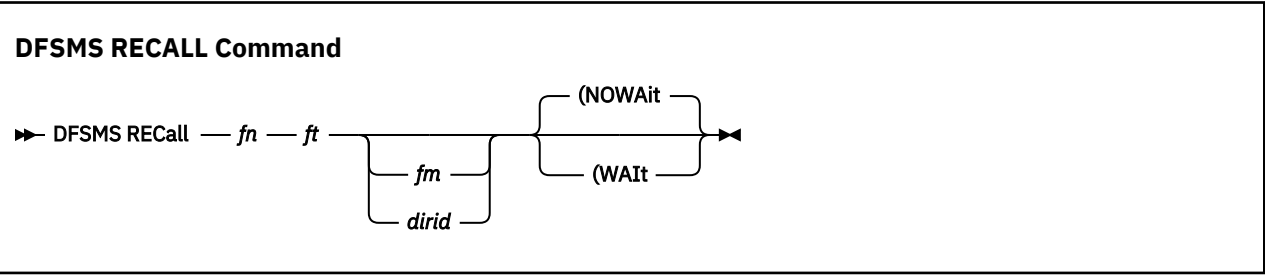 DFSMS RECALL Command
(NOWAit
DFSMS RECall fn ft
fm
(WAIt
dirid